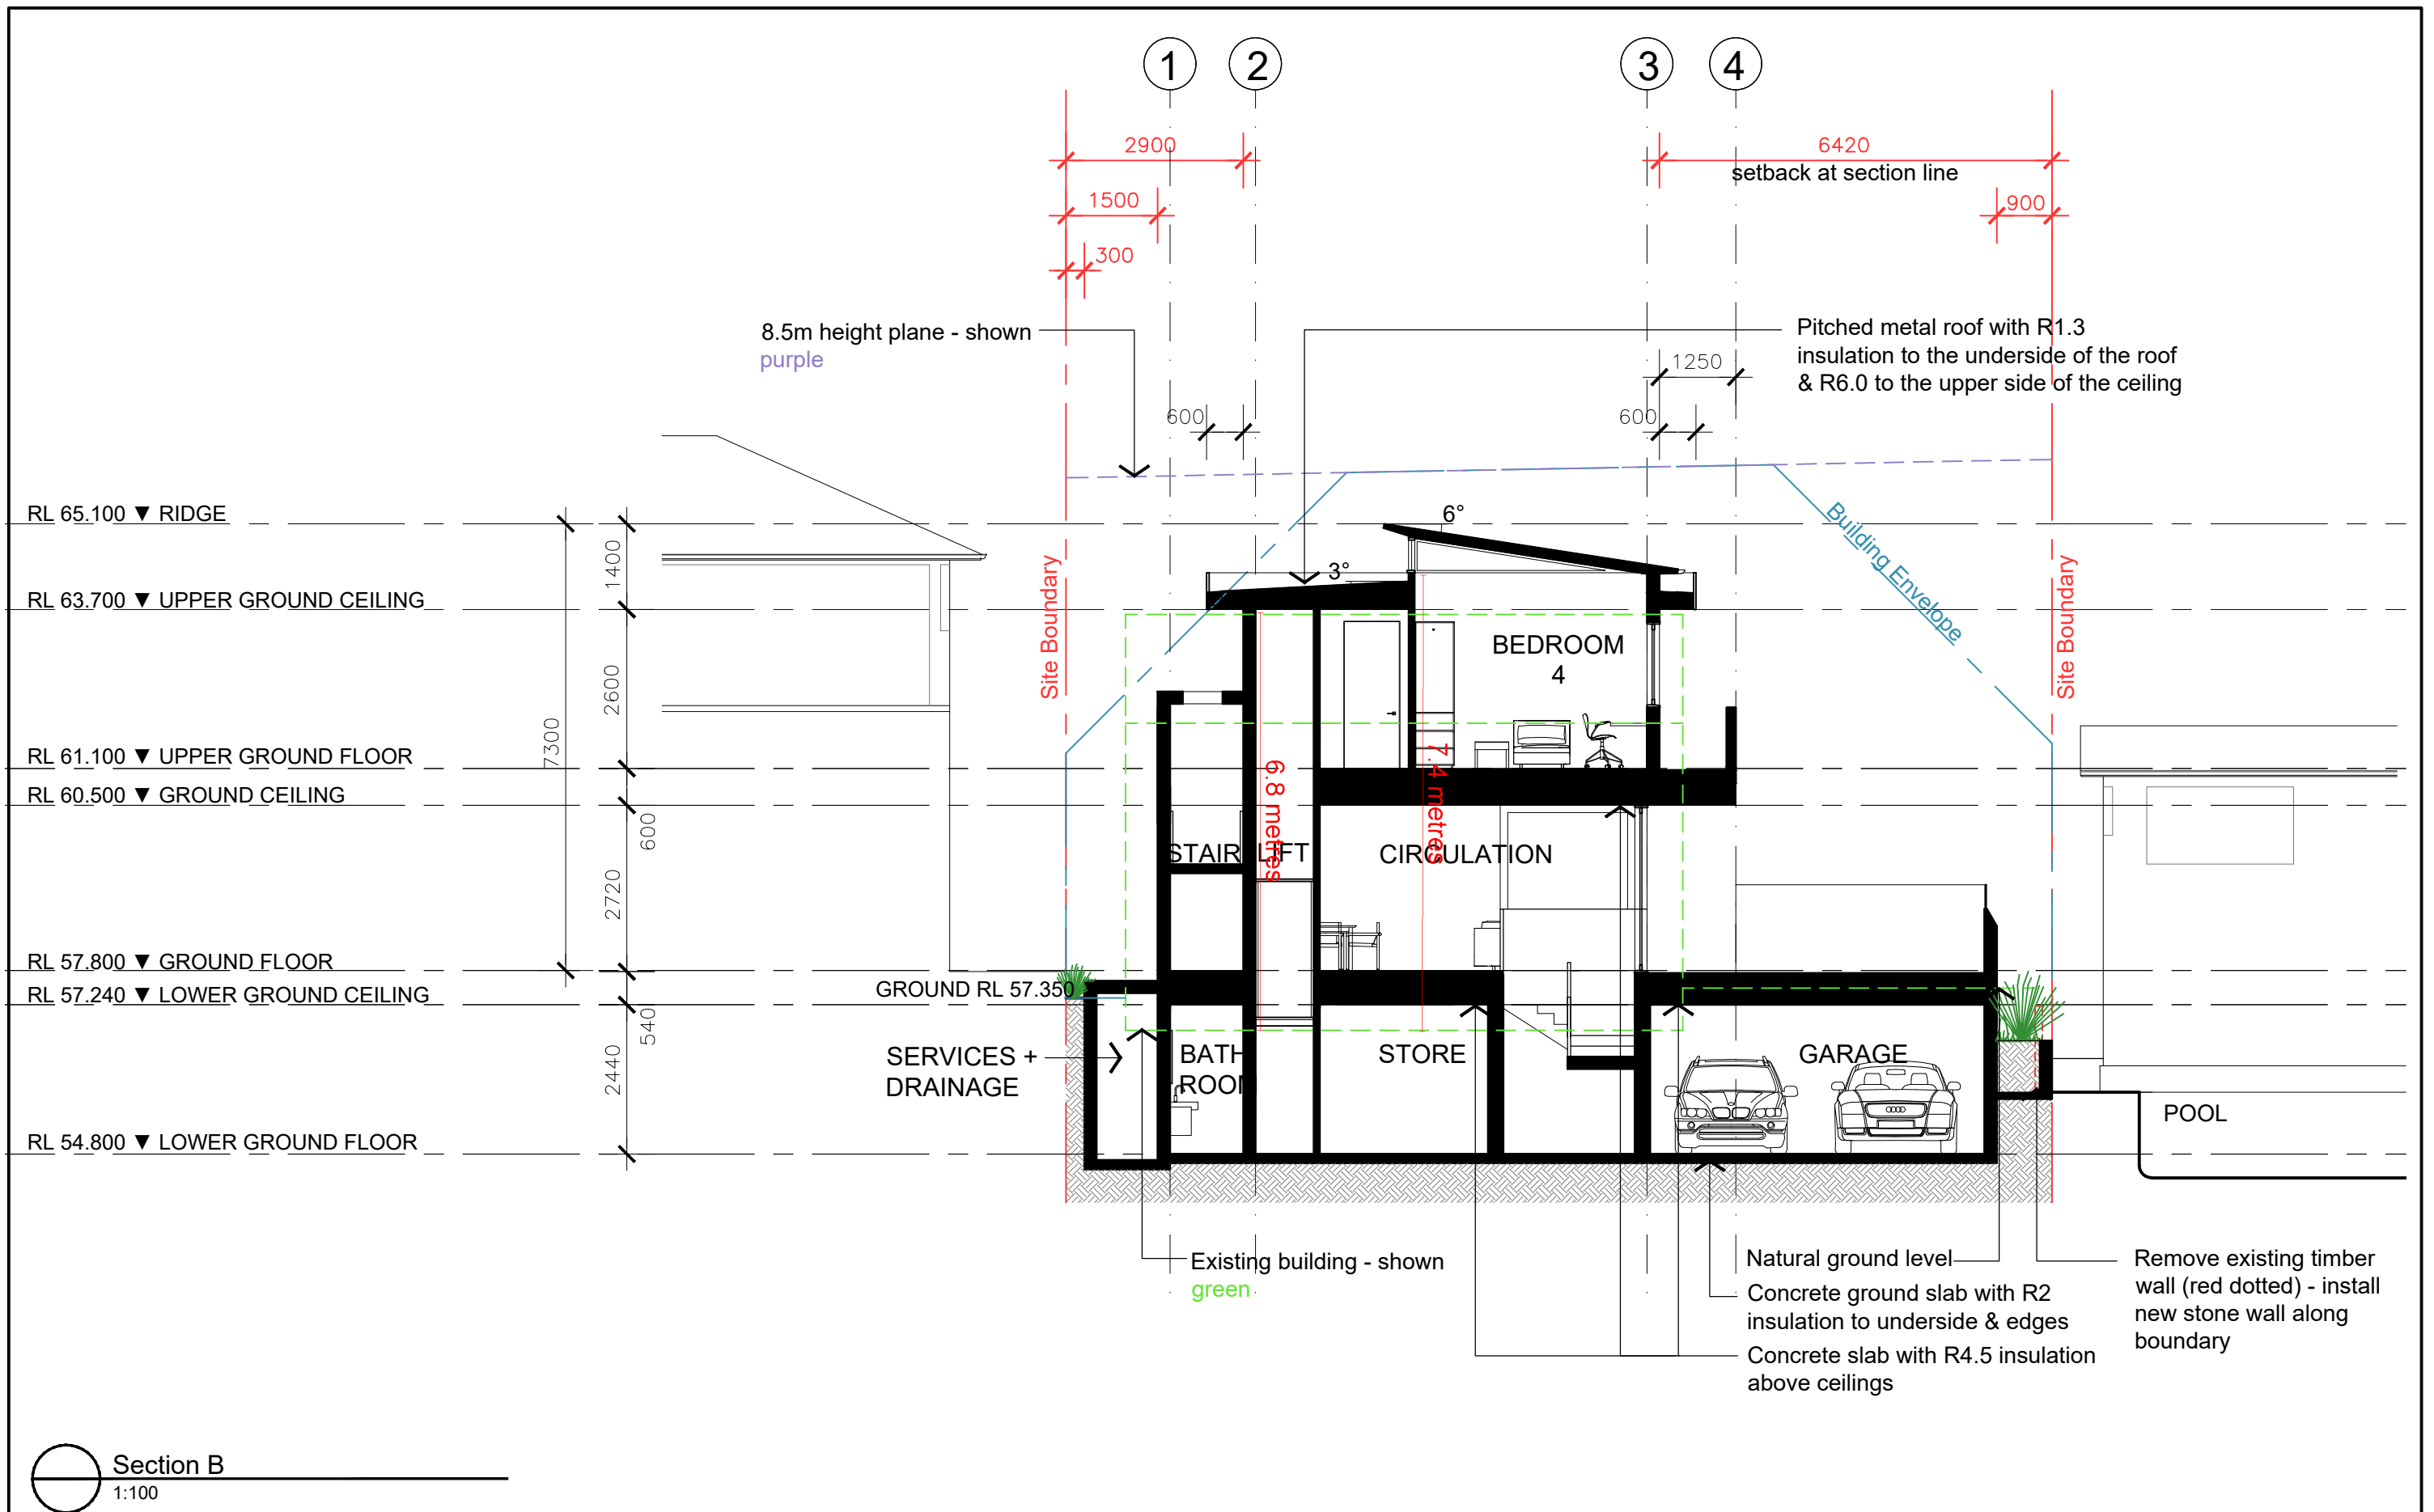 1
2
3
4
2900
6420
setback at section line
1500
900
300
8.5m height plane - shown
purple
Pitched metal roof with R1.3
insulation to the underside of the roof
& R6.0 to the upper side of the ceiling
1250
600
600
RL 65.100 ▼ RIDGE
6°
Building Envelope
1400
3°
Site Boundary
Site Boundary
RL 63.700 ▼ UPPER GROUND CEILING
BEDROOM
4
2600
7300
RL 61.100 ▼ UPPER GROUND FLOOR
6.8 metres
7.4 metres
RL 60.500 ▼ GROUND CEILING
600
STAIR
LIFT
CIRCULATION
2720
RL 57.800 ▼ GROUND FLOOR
GROUND RL 57.350
RL 57.240 ▼ LOWER GROUND CEILING
540
SERVICES +
DRAINAGE
BATH
ROOM
STORE
GARAGE
2440
POOL
RL 54.800 ▼ LOWER GROUND FLOOR
Existing building - shown
green
Natural ground level
Concrete ground slab with R2
insulation to underside & edges
Concrete slab with R4.5 insulation
above ceilings
Remove existing timber
wall (red dotted) - install
new stone wall along
boundary
Section B
1:100